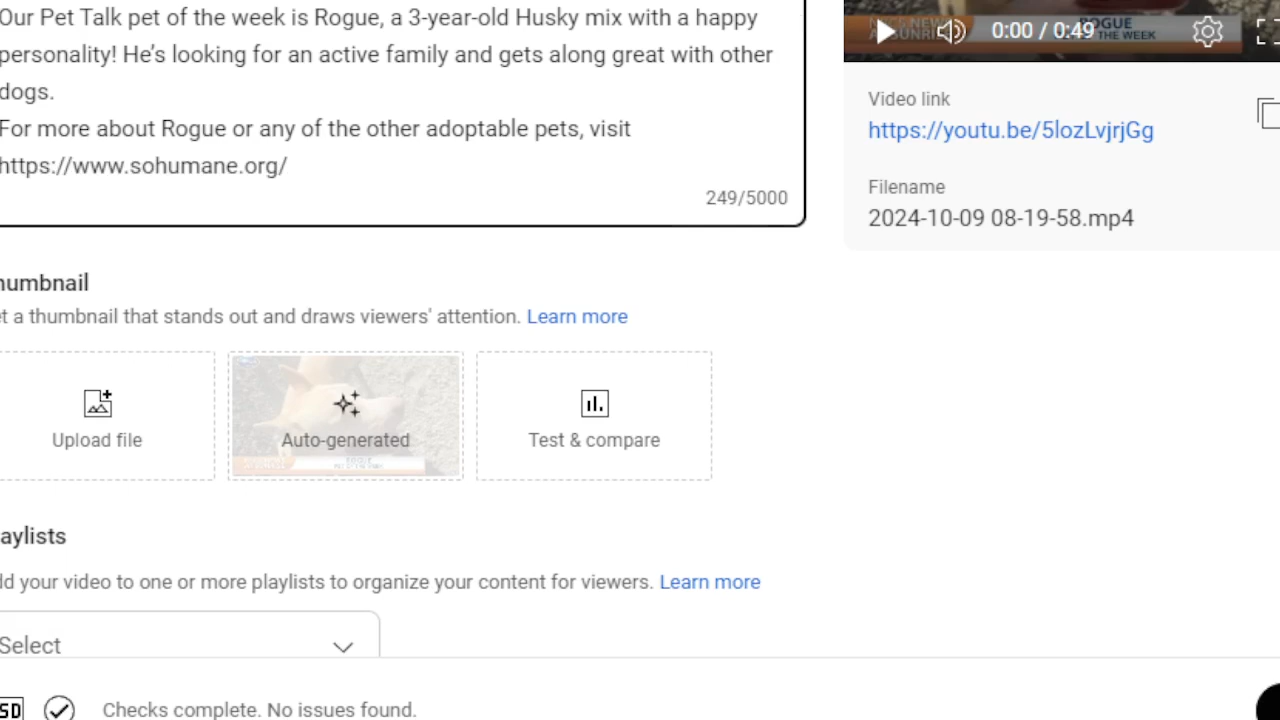 Our Pet Talk pet of the week is Rogue, a 3-year-old Husky mix with a happy
personality! He’s looking for an active family and gets along great with other
dogs.
For more about Rogue or any of the other adoptable pets, visit
https://www.sohumane.org/
249/5000
0:00 / 0:49
ROGUE
THE WEEK
Video link
https://youtu.be/5lozLvjrjGg
Filename
2024-10-09 08-19-58.mp4
humbnail
et a thumbnail that stands out and draws viewers' attention. Learn more
Upload file
Auto-generated
Test & compare
aylists
dd your video to one or more playlists to organize your content for viewers. Learn more
Select
SD
Checks complete. No issues found.